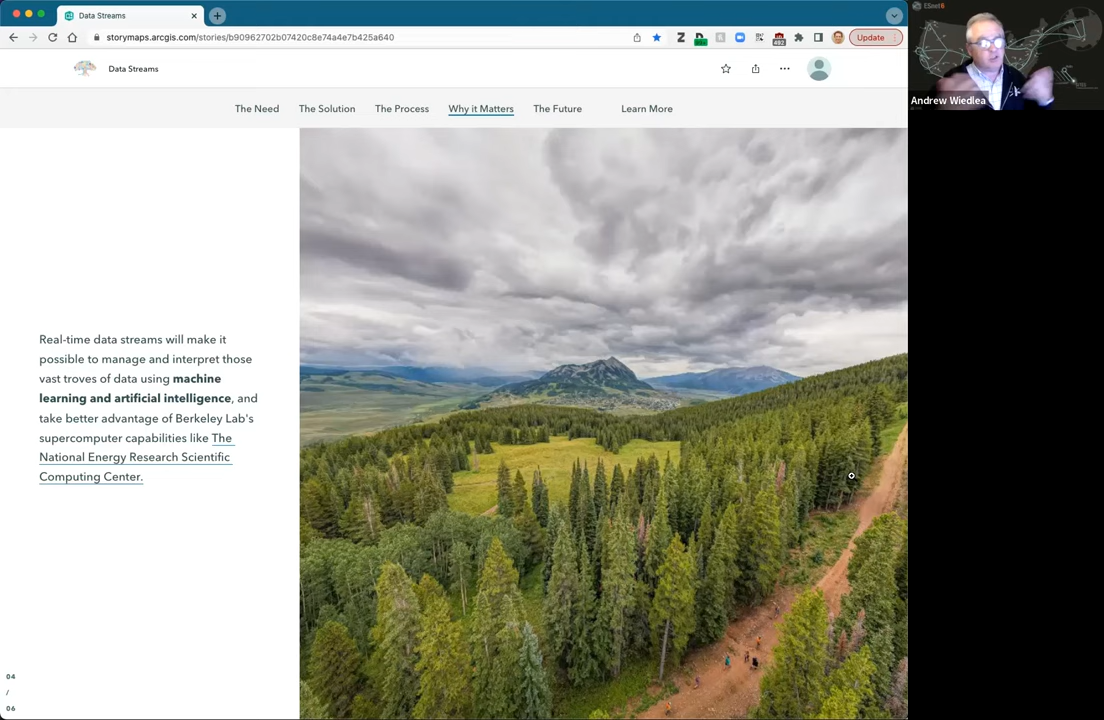 Data Streams
storymaps.arcgis.com/stories/b90962702b07420c8e74a4e7b425a640
Update
Data Streams
The Need
The Solution
The Process
Why it Matters
The Future
Learn More
Real-time data streams will make it
possible to manage and interpret those
vast troves of data using machine
learning and artificial intelligence, and
take better advantage of Berkeley Lab's
supercomputer capabilities like The
National Energy Research Scientific
Computing Center.
04
/
06
ESnet6
Andrew Wiedlea